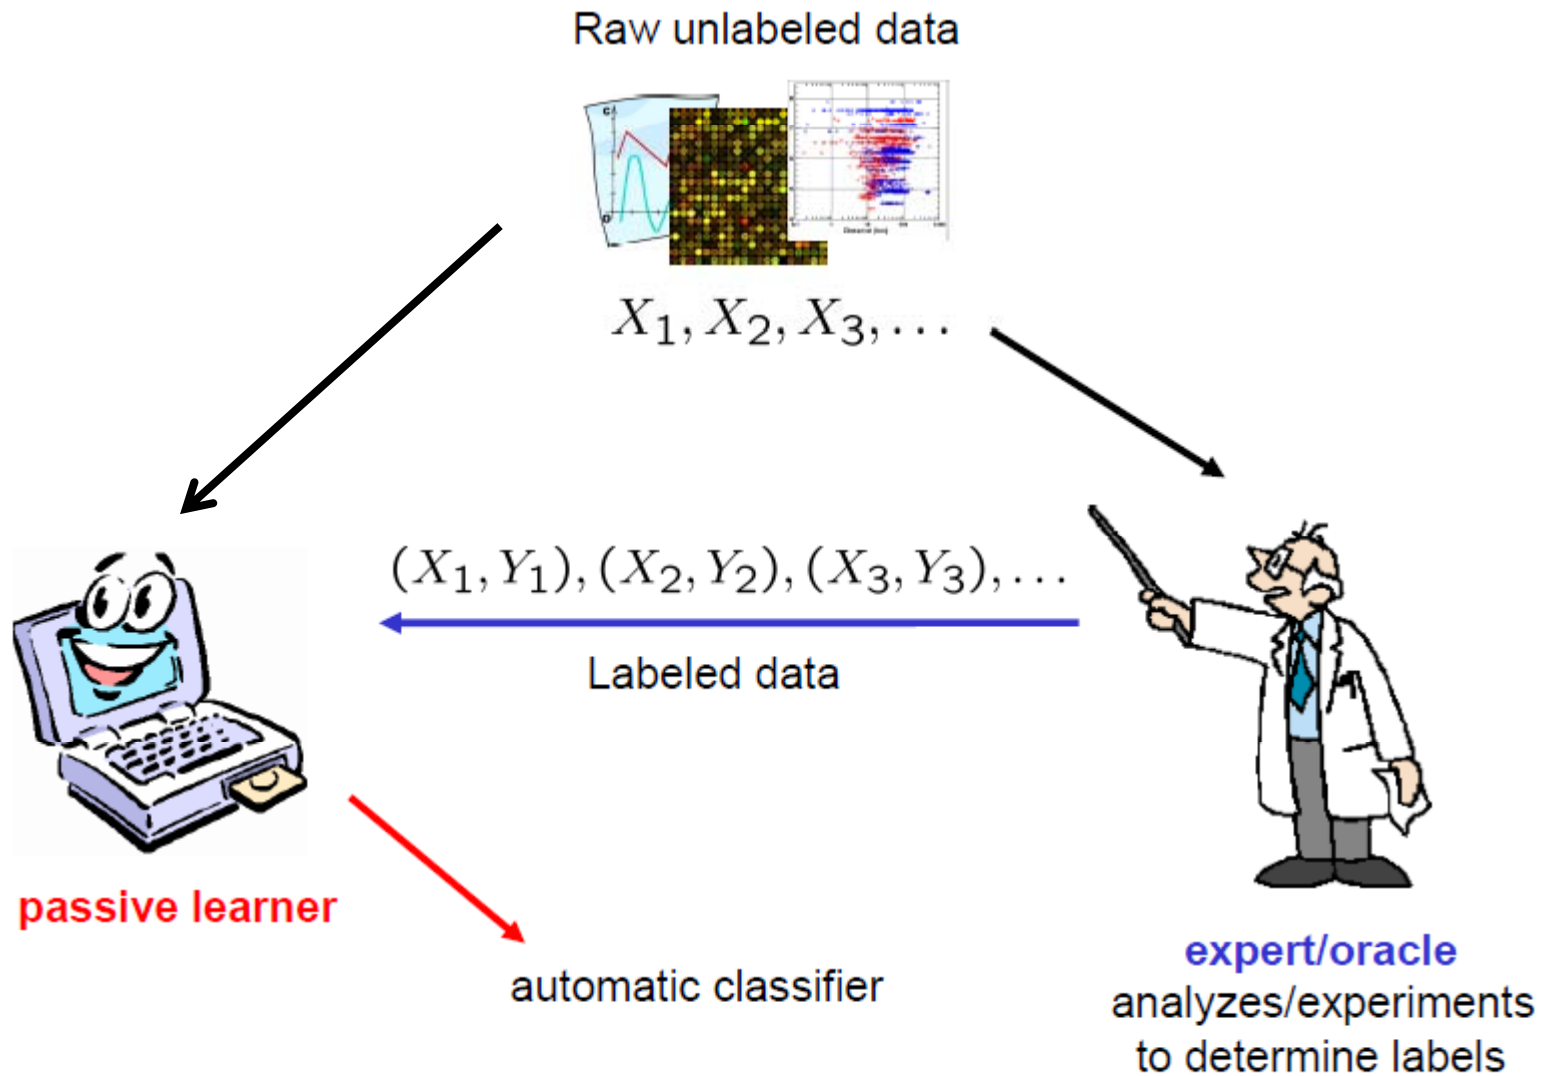 Raw unlabeled data
X₁, X₂, X₃, . . .
(X₁, Y₁), (X₂, Y₂), (X₃, Y₃), . . .
Labeled data
passive learner
automatic classifier
expert/oracle
analyzes/experiments
to determine labels